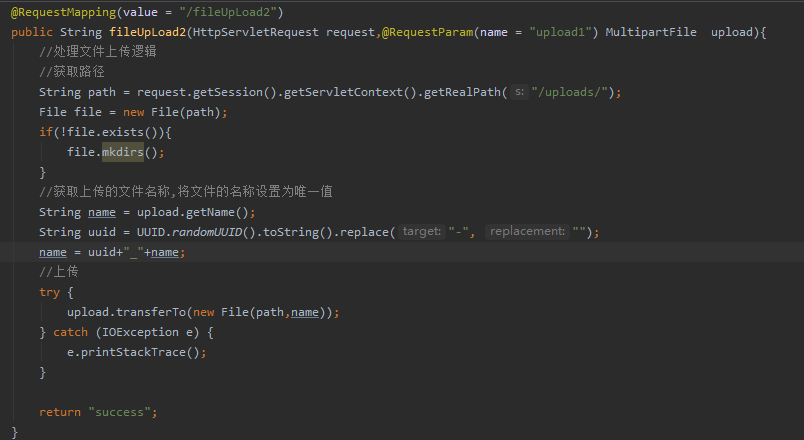 @RequestMapping(value = "/fileUpLoad2")
public String fileUpLoad2(HttpServletRequest request,@RequestParam(name = "upload1") MultipartFile  upload){
    //处理文件上传逻辑
    //获取路径
    String path = request.getSession().getServletContext().getRealPath( s: "/uploads/");
    File file = new File(path);
    if(!file.exists()){
        file.mkdirs();
    }
    //获取上传的文件名称,将文件的名称设置为唯一值
    String name = upload.getName();
    String uuid = UUID.randomUUID().toString().replace( target: "-", replacement: "");
    name = uuid+"_"+name;
    //上传
    try {
        upload.transferTo(new File(path,name));
    } catch (IOException e) {
        e.printStackTrace();
    }
    return "success";
}